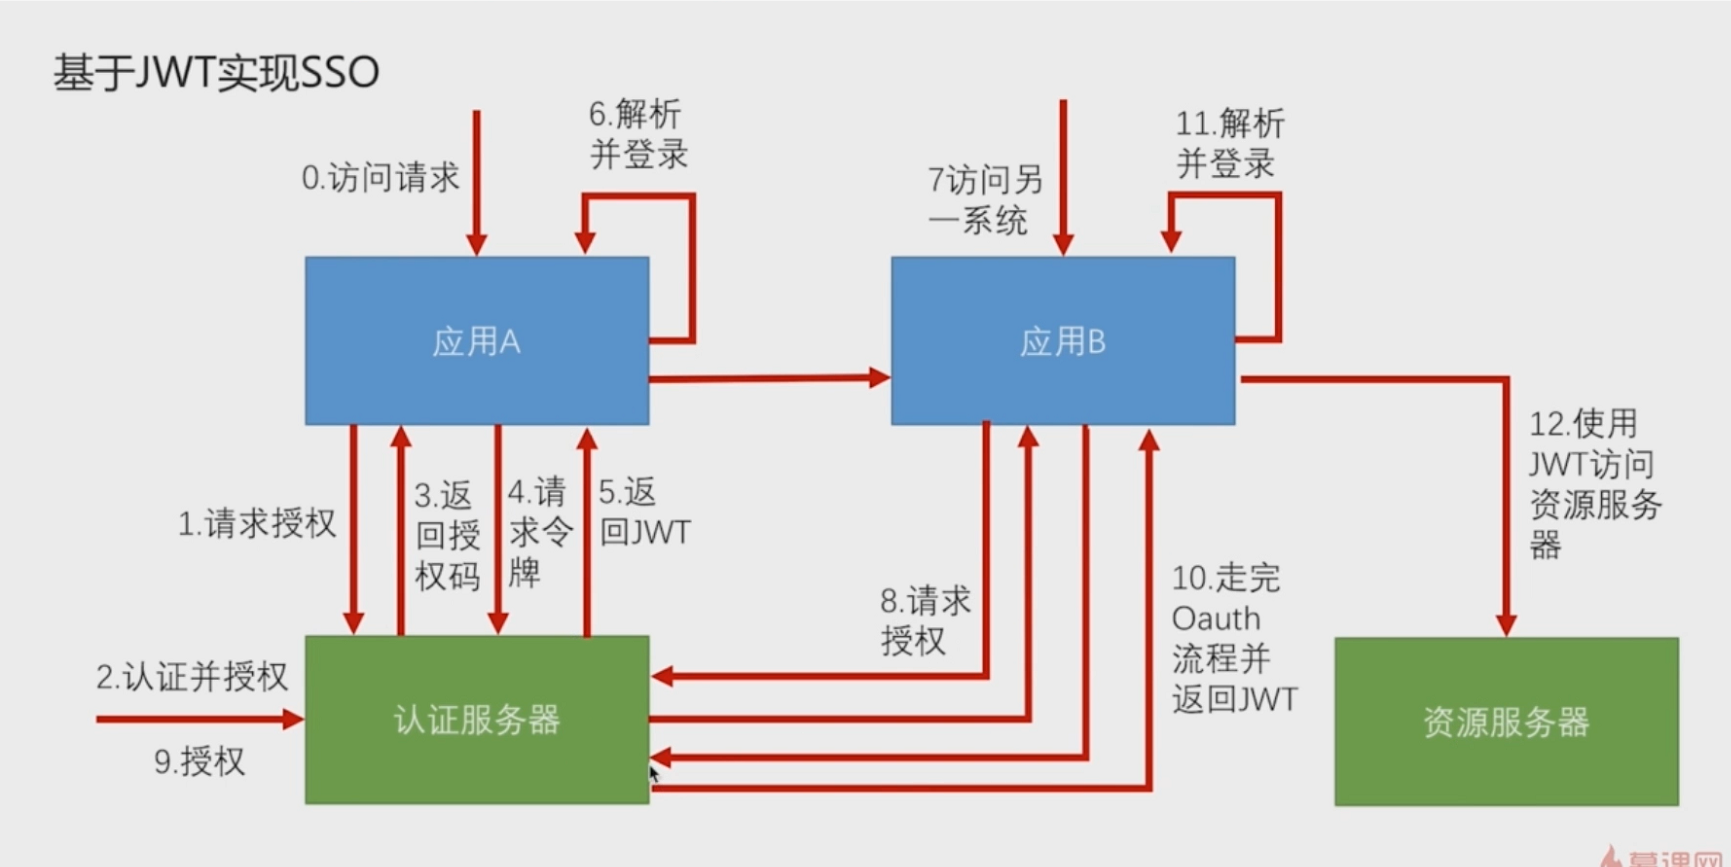 基于JWT实现SSO
0.访问请求
6.解析
并登录
7访问另
一系统
11.解析
并登录
应用A
应用B
1.请求授权
3.返
回授
权码
4.请
求令
牌
5.返
回JWT
8.请求
授权
10.走完
Oauth
流程并
返回JWT
12.使用
JWT访问
资源服务
器
2.认证并授权
9.授权
认证服务器
资源服务器
慕课网